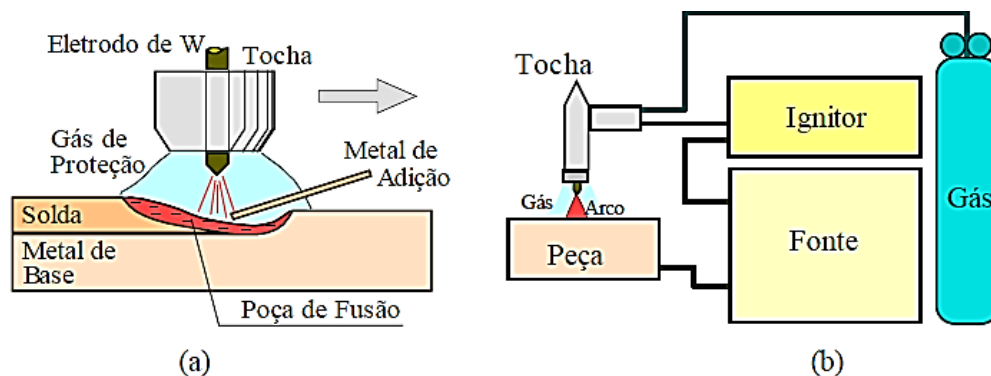 Eletrodo de W
Tocha
Gás de
Proteção
Metal de
Adição
Solda
Metal de
Base
Poça de Fusão
(a)
Tocha
Ignitor
Gás
Arco
Peça
Fonte
Gás
(b)